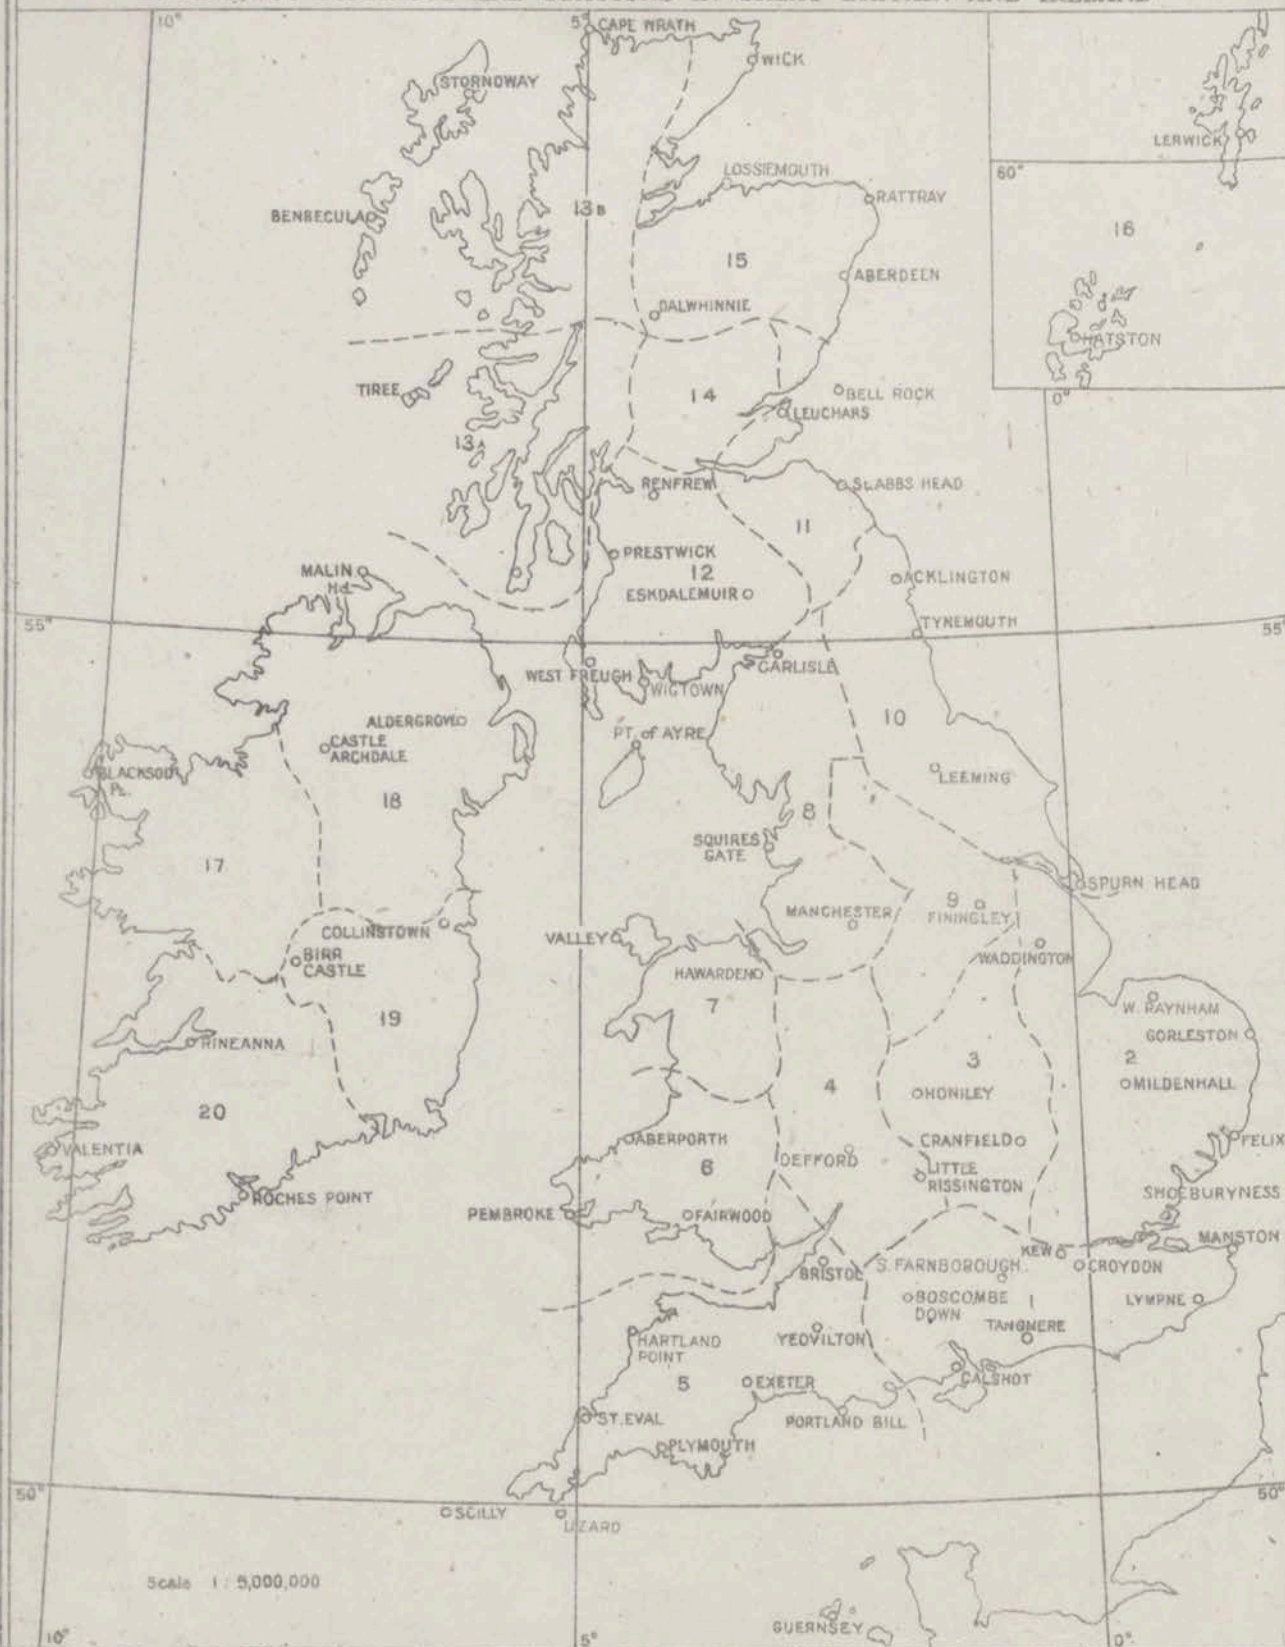 10°
5°
CAPE WRATH
WICK
STORNOWAY
LERWICK
60°
LOSSIEMOUTH
RATTRAY
BENBECULA
13B
16
15
ABERDEEN
DALWHINNIE
HATSTON
TIREE
14
BELL ROCK
0°
LEUCHARS
13A
RENFREW
SLABBS HEAD
11
PRESTWICK
MALIN
Hd.
12
ACKLINGTON
ESKDALEMUIR
55°
TYNEMOUTH
55°
CARLISLE
WEST FREUGH
WIGTOWN
ALDERGROVE
10
CASTLE
ARCHDALE
PT. of AYRE
BLACKSOD
Pt.
LEEMING
18
8
SQUIRES
GATE
17
SPURN HEAD
9
MANCHESTER
FININGLEY
COLLINSTOWN
VALLEY
BIRR
CASTLE
WADDINGTON
HAWARDEN
7
W. RAYNHAM
19
GORLESTON
RINEANNA
2
3
4
MILDENHALL
HONILEY
20
VALENTIA
ABERPORTH
CRANFIELD
FELIX
6
DEFFORD
LITTLE
RISSINGTON
SHOEBURYNESS
ROCHES POINT
PEMBROKE
FAIRWOOD
MANSTON
KEW
BRISTOL
S. FARNBOROUGH
CROYDON
BOSCOMBE
DOWN
1
LYMPNE
TANGMERE
HARTLAND
POINT
YEOVILTON
5
EXETER
CALSHOT
ST. EVAL
PORTLAND BILL
PLYMOUTH
50°
50°
SCILLY
LIZARD
Scale 1 : 5,000,000
GUERNSEY
10°
5°
0°